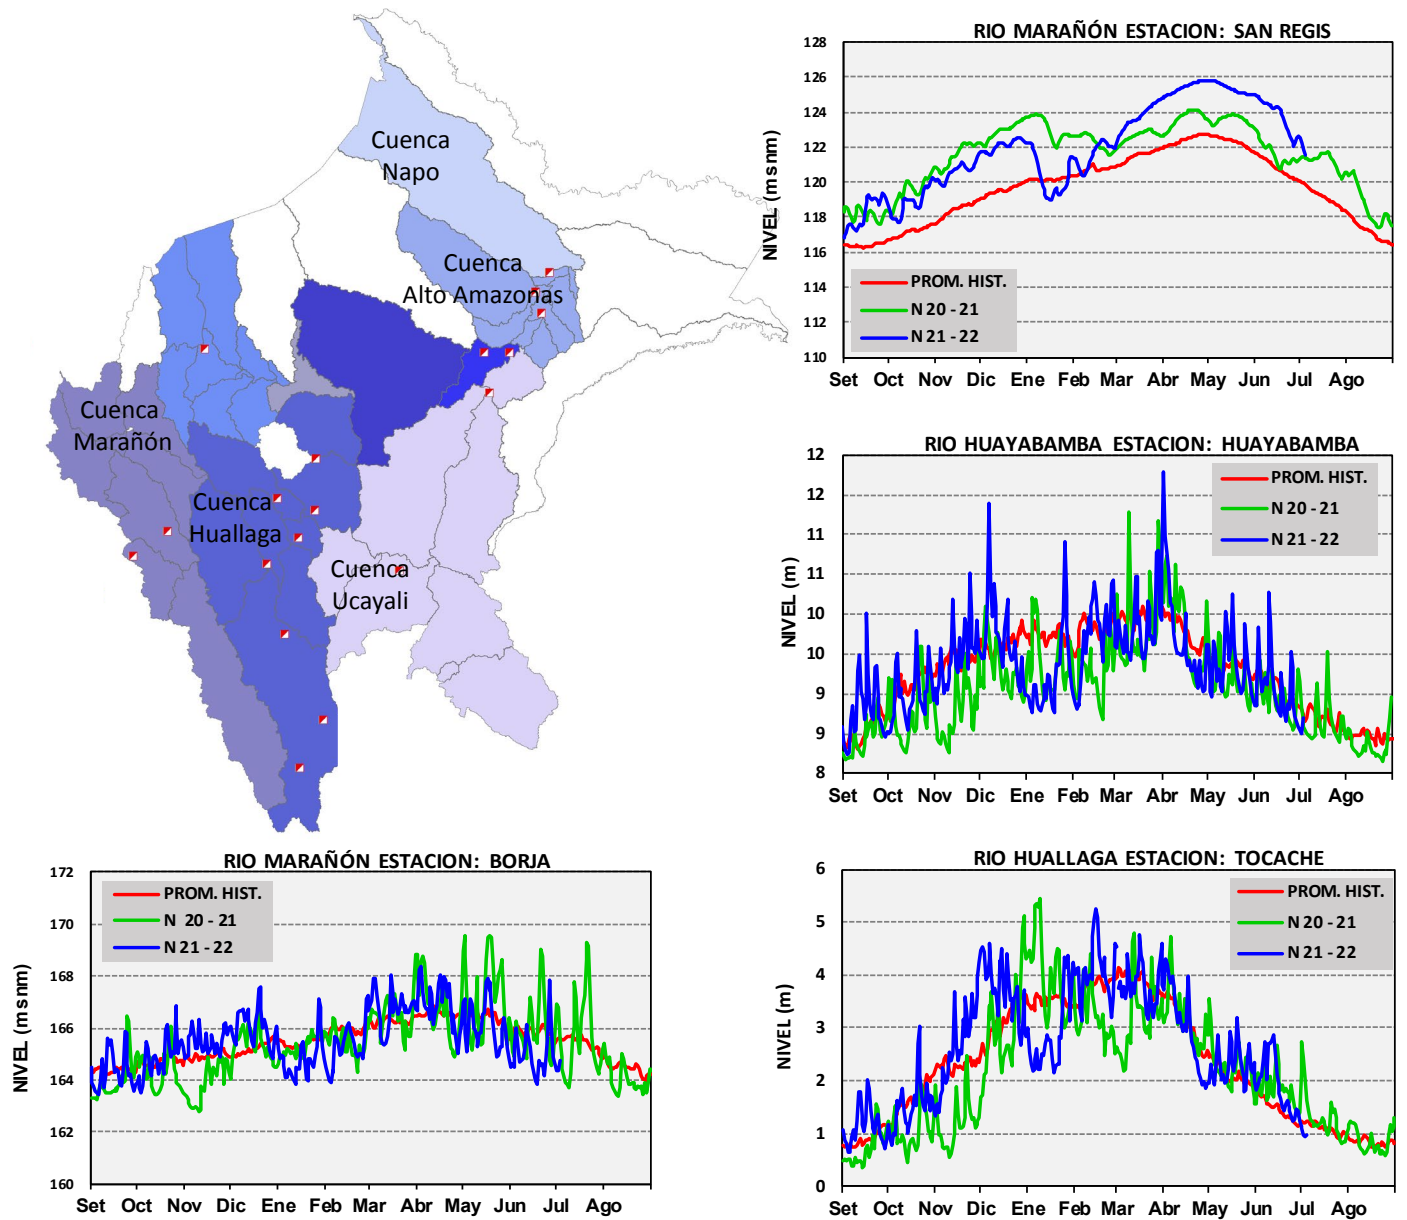 Cuenca
Napo
Cuenca
Alto Amazonas
Cuenca
Marañón
Cuenca
Huallaga
Cuenca
Ucayali
RIO MARAÑÓN ESTACION: SAN REGIS
NIVEL (m s nm)
128
126
124
122
120
118
116
114
112
110
PROM. HIST.
N 20 - 21
N 21 - 22
Set Oct Nov Dic Ene Feb Mar Abr May Jun Jul Ago
RIO HUAYABAMBA ESTACION: HUAYABAMBA
NIVEL (m)
12
12
11
11
10
10
9
9
8
PROM. HIST.
N 20 - 21
N 21 - 22
Set Oct Nov Dic Ene Feb Mar Abr May Jun Jul Ago
RIO MARAÑÓN ESTACION: BORJA
NIVEL (m s nm)
172
170
168
166
164
162
160
PROM. HIST.
N 20 - 21
N 21 - 22
Set Oct Nov Dic Ene Feb Mar Abr May Jun Jul Ago
RIO HUALLAGA ESTACION: TOCACHE
NIVEL (m)
6
5
4
3
2
1
0
PROM. HIST.
N 20 - 21
N 21 - 22
Set Oct Nov Dic Ene Feb Mar Abr May Jun Jul Ago